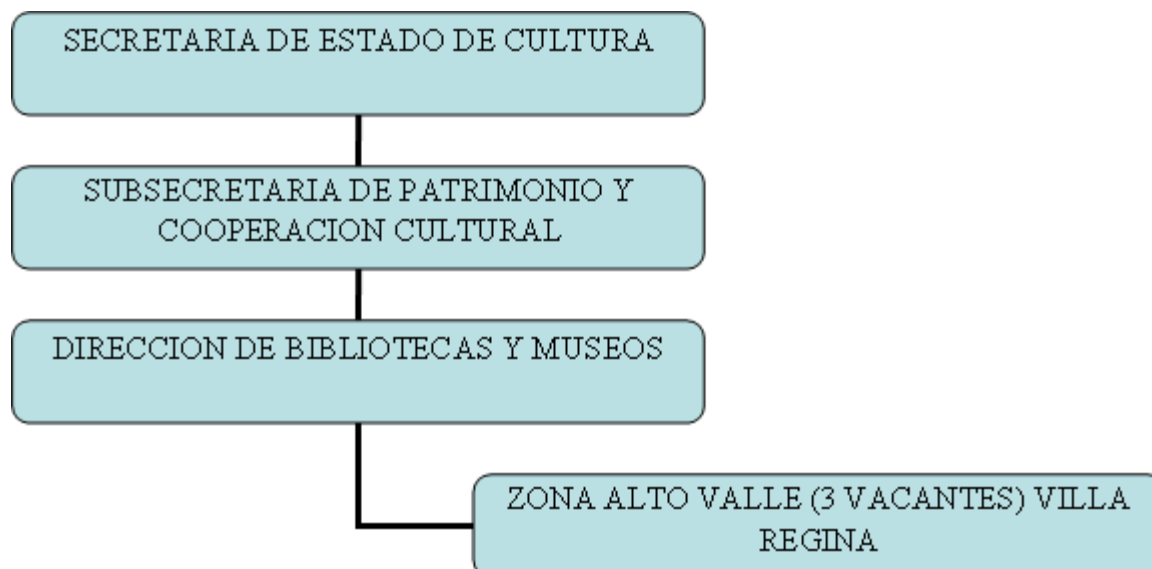 SECRETARIA DE ESTADO DE CULTURA
SUBSECRETARIA DE PATRIMONIO Y
COOPERACION CULTURAL
DIRECCION DE BIBLIOTECAS Y MUSEOS
ZONA ALTO VALLE (3 VACANTES) VILLA
REGINA